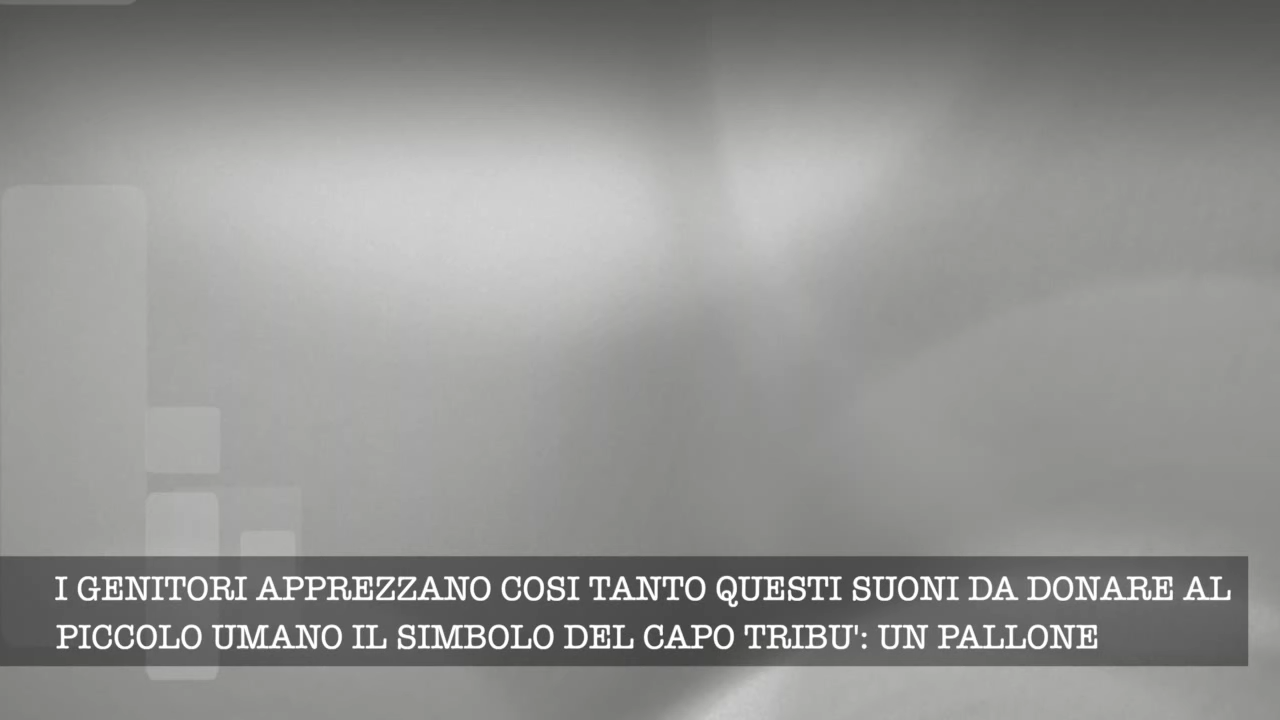 I GENITORI APPREZZANO COSI TANTO QUESTI SUONI DA DONARE AL
PICCOLO UMANO IL SIMBOLO DEL CAPO TRIBU': UN PALLONE